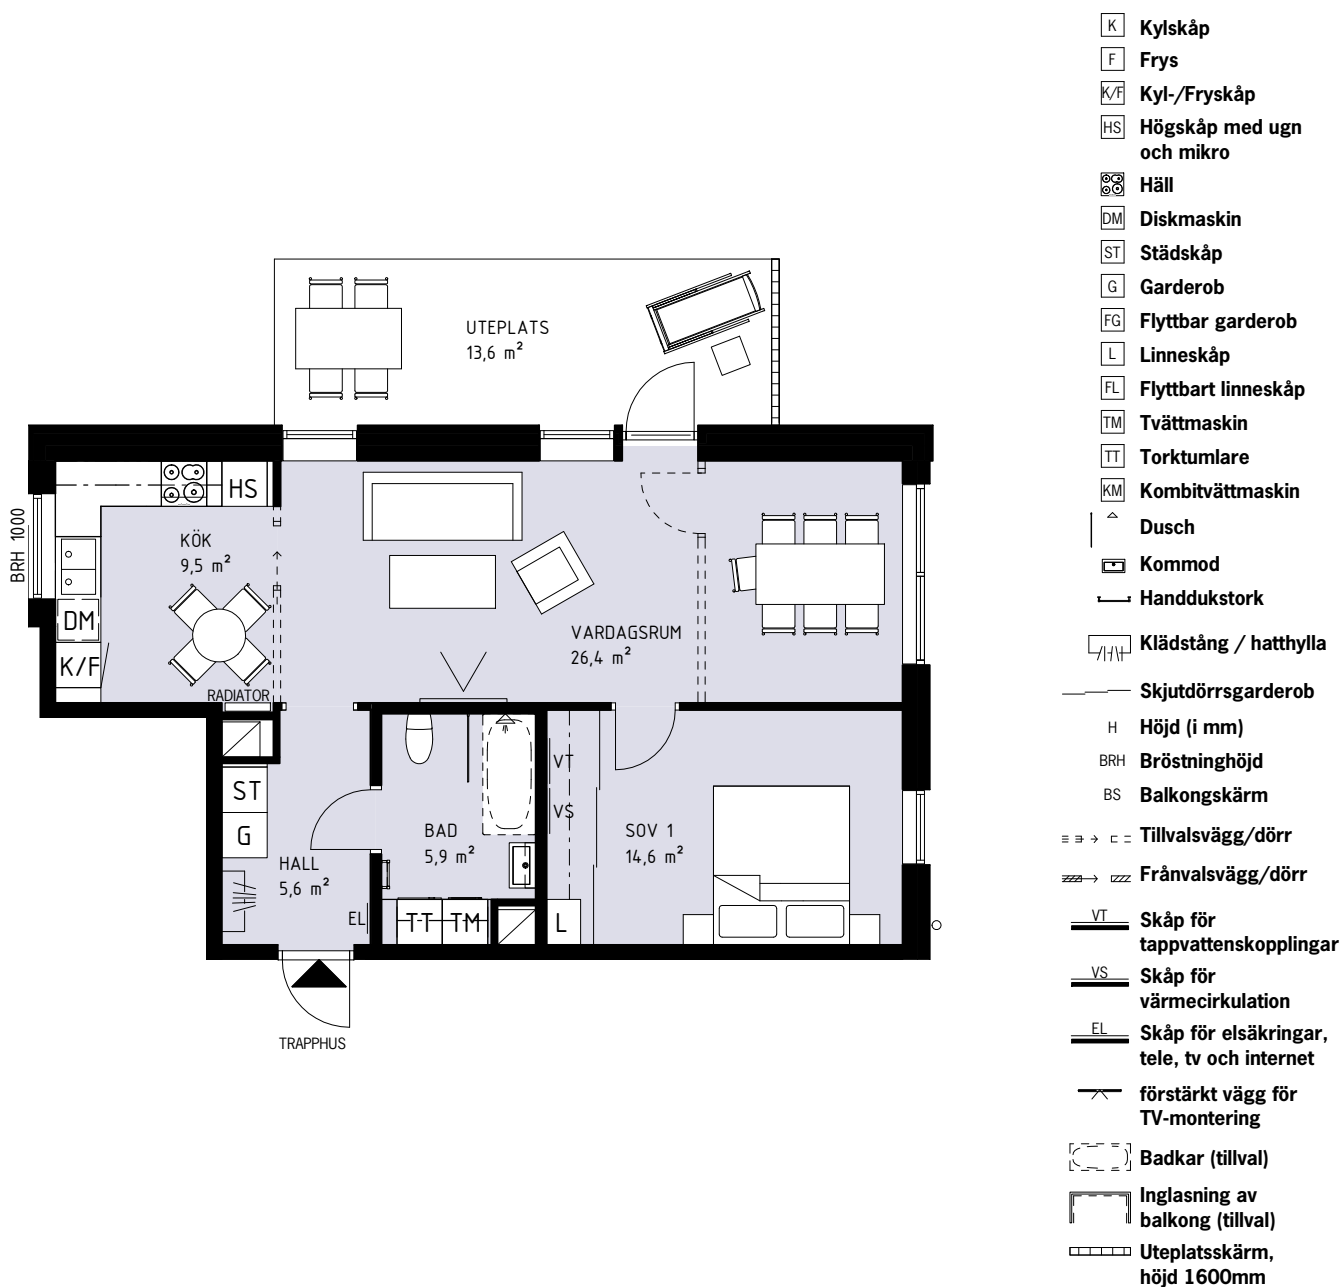 UTEPLATS
13,6 m²
BRH 1000
HS
KÖK
9,5 m²
DM
K/F
RADIATOR
VARDAGSRUM
26,4 m²
ST
G
HALL
5,6 m²
EL
BAD
5,9 m²
TT
TM
VT
VS
L
SOV 1
14,6 m²
TRAPPHUS
K Kylskåp
F Frys
K/F Kyl-/Fryskåp
HS Högskåp med ugn
och mikro
Häll
DM Diskmaskin
ST Städskåp
G Garderob
FG Flyttbar garderob
L Linneskåp
FL Flyttbart linneskåp
TM Tvättmaskin
TT Torktumlare
KM Kombitvättmaskin
Dusch
Kommod
Handdukstork
Klädstång / hatthylla
Skjutdörrsgarderob
H Höjd (i mm)
BRH Bröstninghöjd
BS Balkongskärm
Tillvalsvägg/dörr
Frånvalsvägg/dörr
VT Skåp för
tappvattenskopplingar
VS Skåp för
värmecirkulation
EL Skåp för elsäkringar,
tele, tv och internet
förstärkt vägg för
TV-montering
Badkar (tillval)
Inglasning av
balkong (tillval)
Uteplatsskärm,
höjd 1600mm